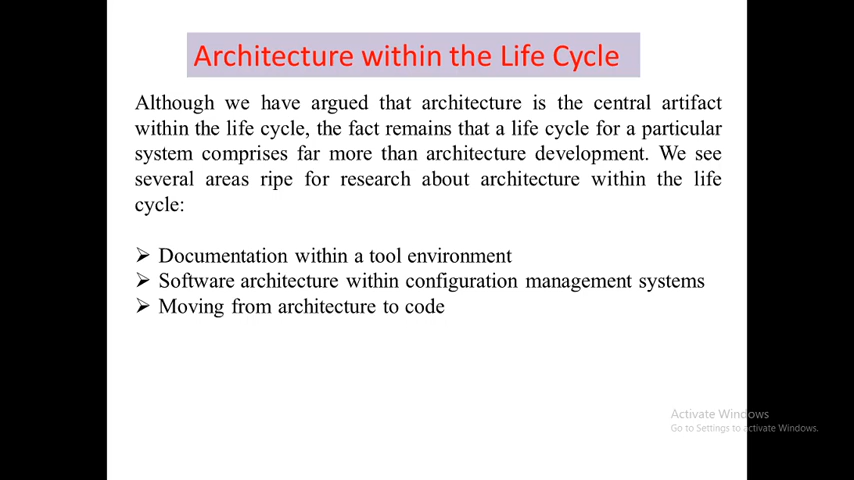 Architecture within the Life Cycle
Although we have argued that architecture is the central artifact
within the life cycle, the fact remains that a life cycle for a particular
system comprises far more than architecture development. We see
several areas ripe for research about architecture within the life
cycle:
➢ Documentation within a tool environment
➢ Software architecture within configuration management systems
➢ Moving from architecture to code
Activate Windows
Go to Settings to activate Windows.